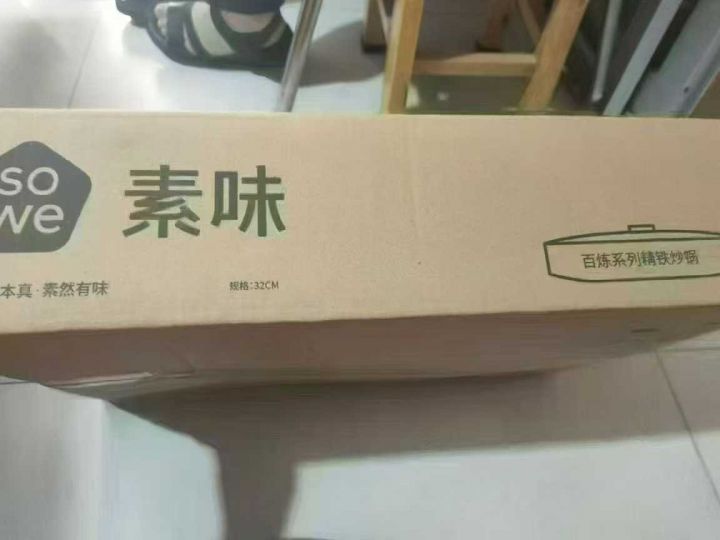 so
we
素味
本真·素然有味
规格:32CM
百炼系列精铁炒锅